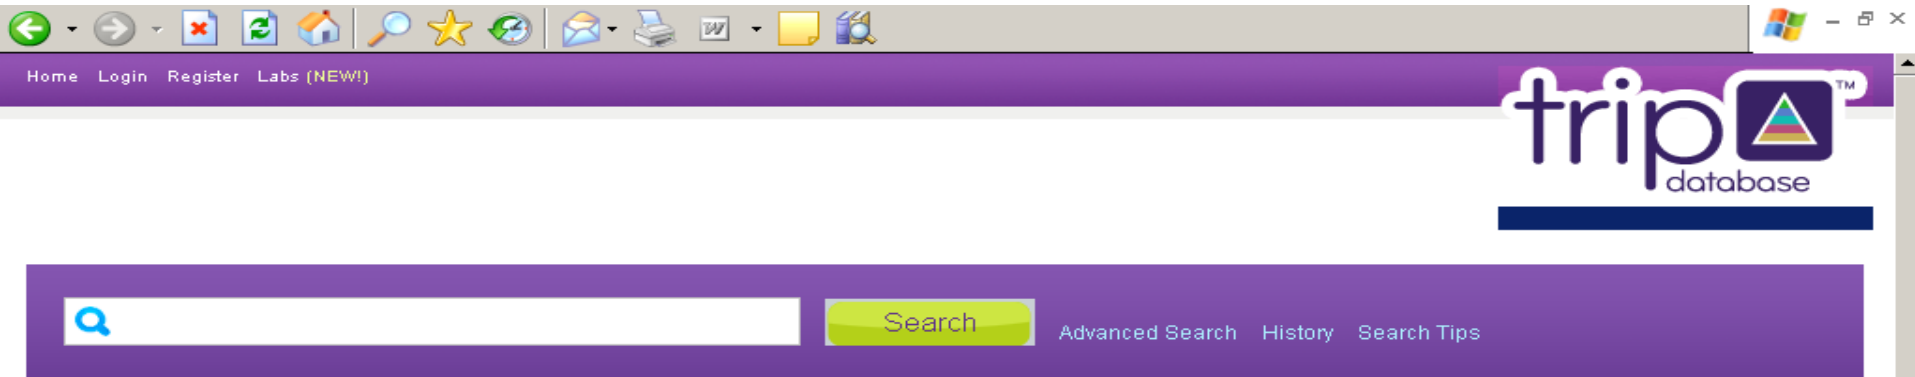 W
Home Login Register Labs (NEW!)
trip TM
database
Search
Advanced Search History Search Tips